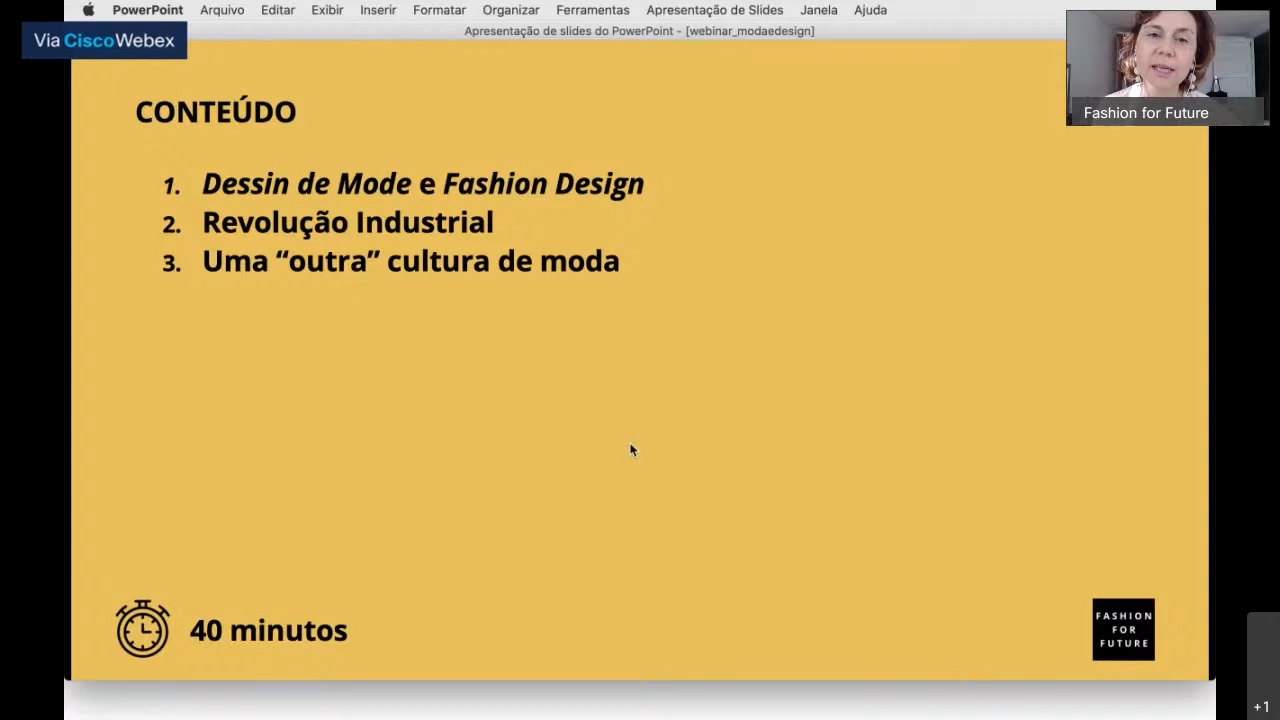 PowerPoint Arquivo Editar Exibir Inserir Formatar Organizar Ferramentas Apresentação de Slides Janela Ajuda
Apresentação de slides do PowerPoint - [webinar_modaedesign]
Via CiscoWebex
Fashion for Future
CONTEÚDO
1. Dessin de Mode e Fashion Design
2. Revolução Industrial
3. Uma “outra” cultura de moda
40 minutos
FASHION
FOR
FUTURE
+1